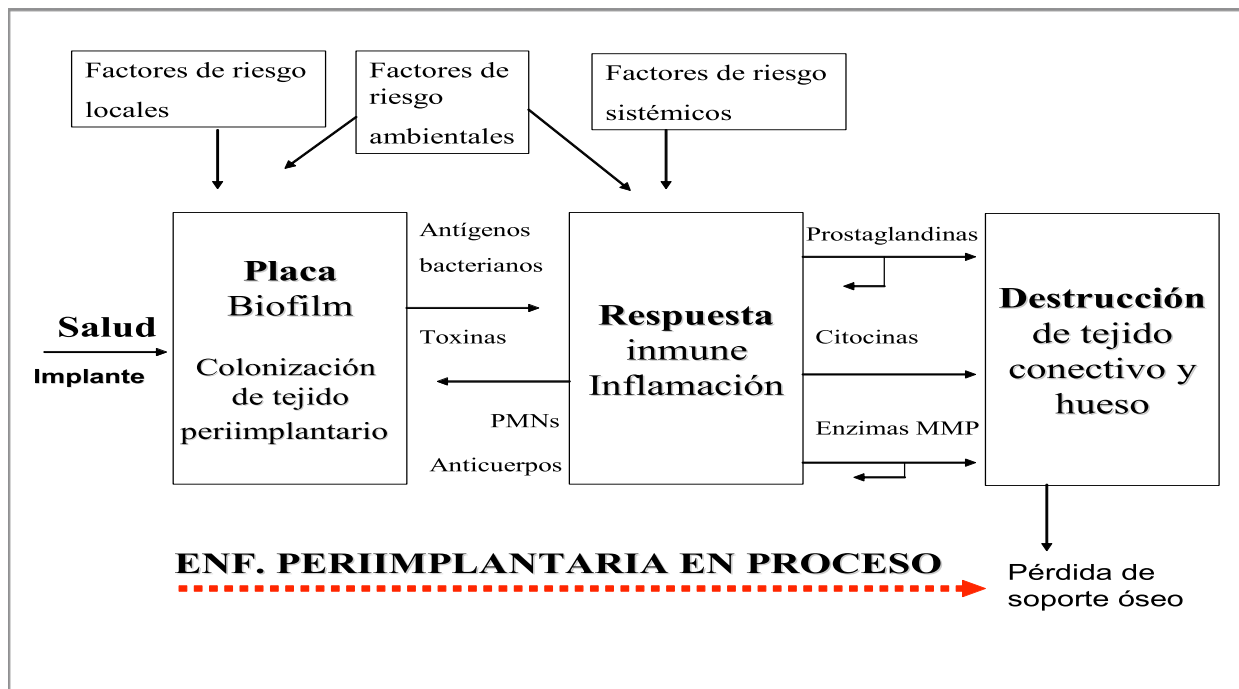 Factores de riesgo
locales
Factores de
riesgo
ambientales
Factores de riesgo
sistémicos
Salud
Implante
Placa
Biofilm
Colonización
de tejido
periimplantario
Antígenos
bacterianos
Toxinas
PMNs
Anticuerpos
Respuesta
inmune
Inflamación
Prostaglandinas
Citocinas
Enzimas MMP
Destrucción
de tejido
conectivo y
hueso
ENF. PERIIMPLANTARIA EN PROCESO
Pérdida de
soporte óseo